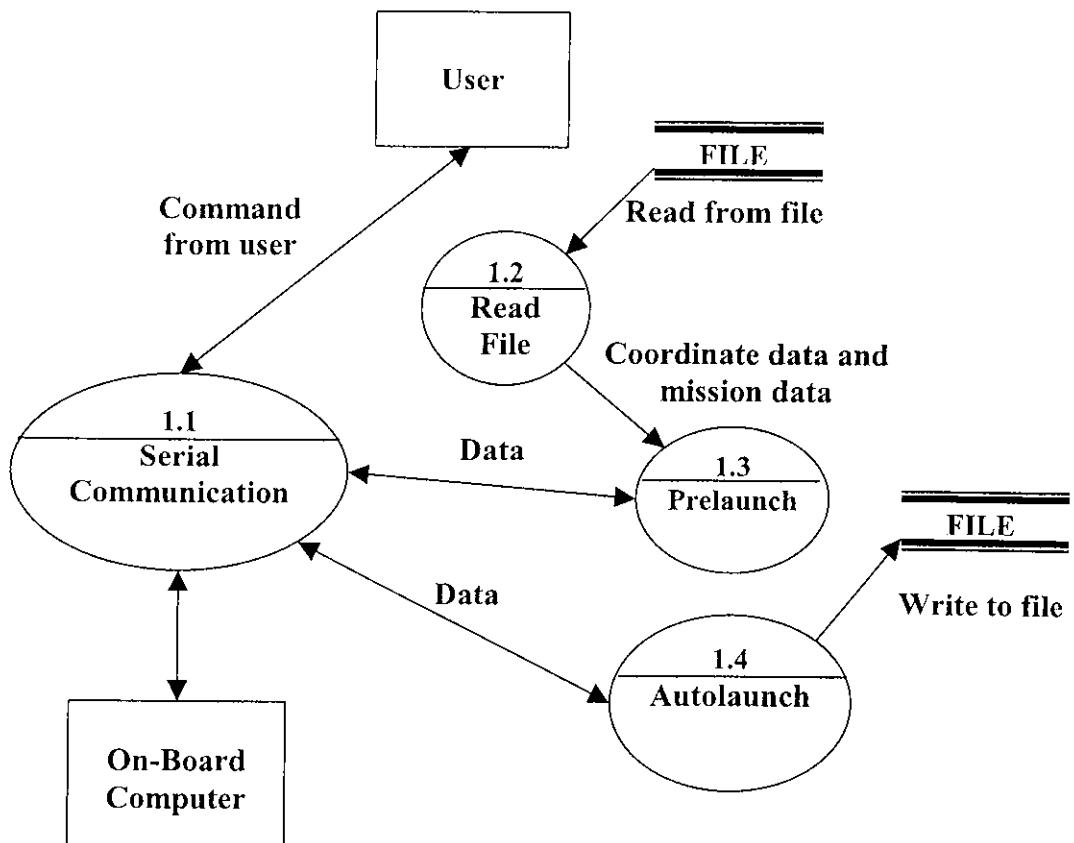 User
FILE
Read from file
Command
from user
1.2
Read
File
Coordinate data and
mission data
1.1
Serial
Communication
Data
1.3
Prelaunch
FILE
Write to file
Data
1.4
Autolaunch
On-Board
Computer